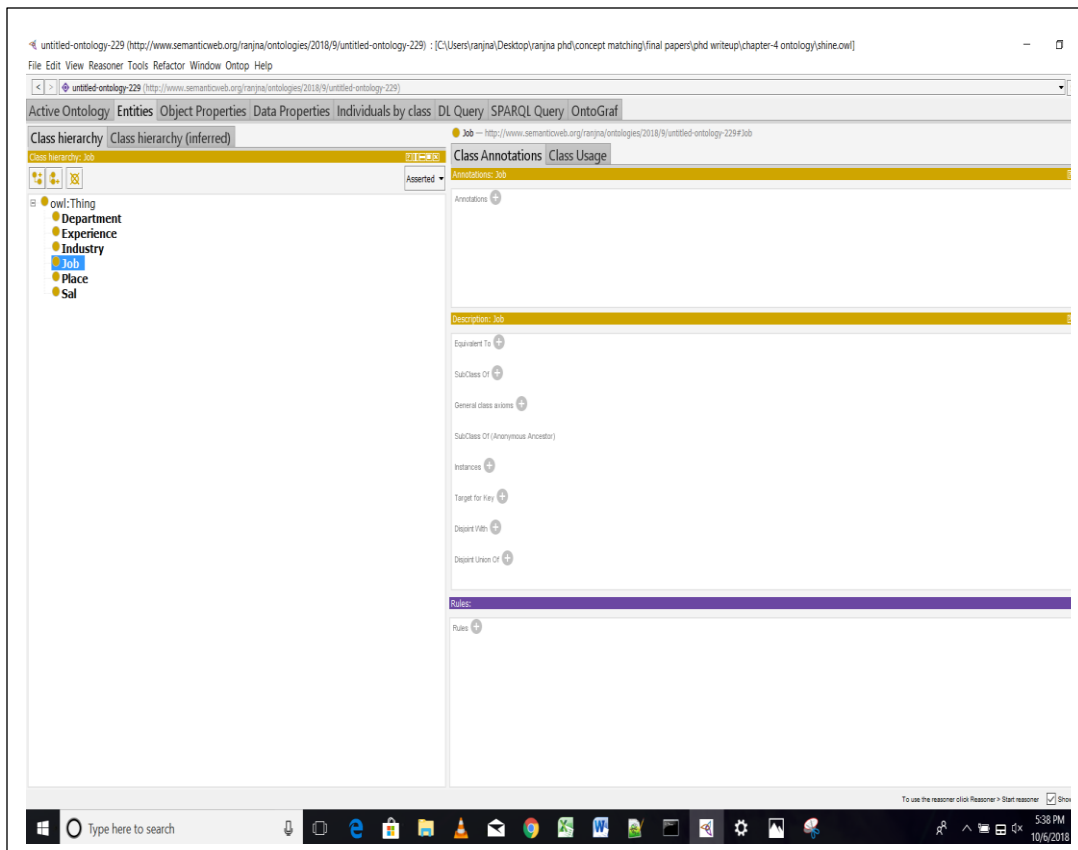 untitled-ontology-229 (http://www.semanticweb.org/ranjna/ontologies/2018/9/untitled-ontology-229) : [C:\Users\ranjna\Desktop\ranjna phd\concept matching\final papers\phd writeup\chapter-4 ontology\shine.owl]
File Edit View Reasoner Tools Refactor Window Ontop Help
< > untitled-ontology-229 (http://www.semanticweb.org/ranjna/ontologies/2018/9/untitled-ontology-229)
Active Ontology Entities Object Properties Data Properties Individuals by class DL Query SPARQL Query OntoGraf
Class hierarchy Class hierarchy (inferred)
Class hierarchy: Job
Asserted
owl:Thing
Department
Experience
Industry
Job
Place
Sal
Job — http://www.semanticweb.org/ranjna/ontologies/2018/9/untitled-ontology-229#Job
Class Annotations Class Usage
Annotations: Job
Annotations
Description: Job
Equivalent To
SubClass Of
General class axioms
SubClass Of (Anonymous Ancestor)
Instances
Target for Key
Disjoint With
Disjoint Union Of
Rules:
Rules
To use the reasoner click Reasoner > Start reasoner Show
Type here to search
5:38 PM
10/6/2018